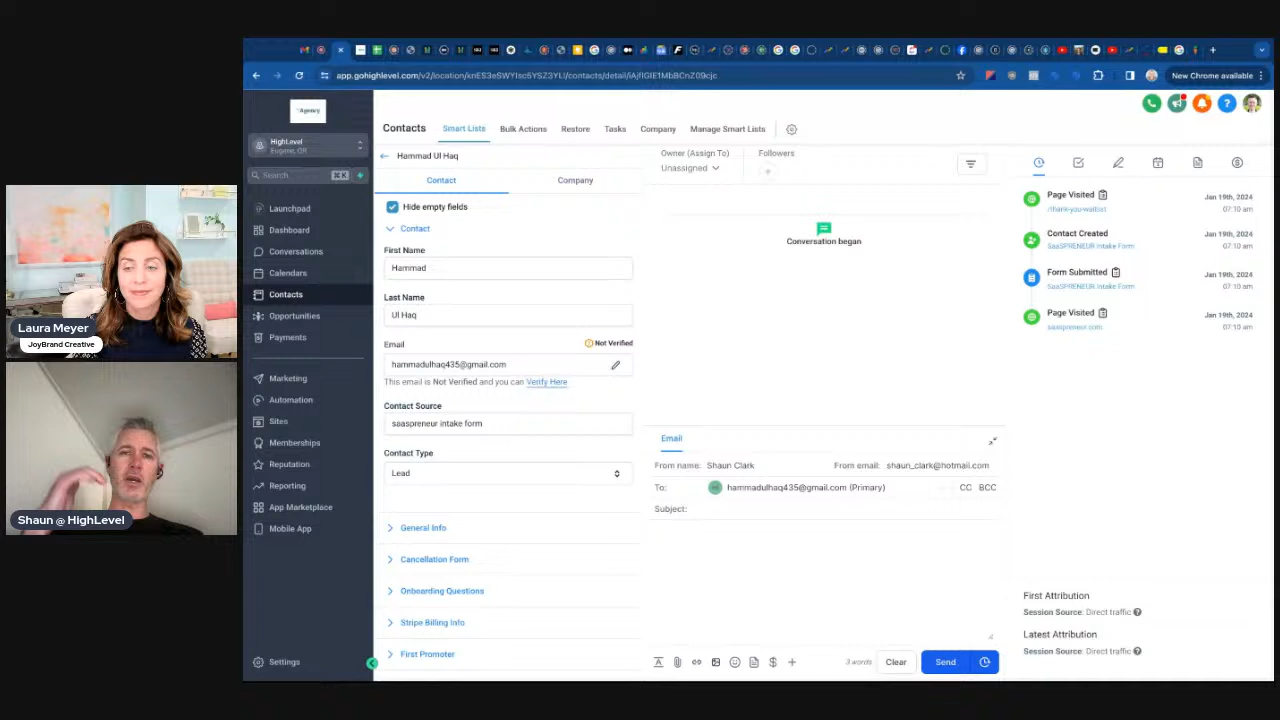 app.gohighlevel.com/v2/location/knES3eSWYIsc6YSZ3YLl/contacts/detail/iAjfIGIE1MbBCnZ09cjc
New Chrome available
Agency
HighLevel
Eugene, OR
Search...
⌘K
Launchpad
Dashboard
Conversations
Calendars
Contacts
Opportunities
Payments
Marketing
Automation
Sites
Memberships
Reputation
Reporting
App Marketplace
Mobile App
Settings
Contacts
Smart Lists
Bulk Actions
Restore
Tasks
Company
Manage Smart Lists
Hammad Ul Haq
Contact
Company
Hide empty fields
Contact
First Name
Hammad
Last Name
Ul Haq
Email
Not Verified
hammadulhaq435@gmail.com
This email is Not Verified and you can Verify Here
Contact Source
saaspreneur intake form
Contact Type
Lead
General Info
Cancellation Form
Onboarding Questions
Stripe Billing Info
First Promoter
Owner (Assign To)
Unassigned
Followers
Conversation began
Email
From name: Shaun Clark
From email: shaun_clark@hotmail.com
To: hammadulhaq435@gmail.com (Primary)
CC BCC
Subject:
3 words
Clear
Send
Page Visited
Jan 19th, 2024
/thank-you-waitlist
07:10 am
Contact Created
Jan 19th, 2024
SaaSPRENEUR Intake Form
07:10 am
Form Submitted
Jan 19th, 2024
SaaSPRENEUR Intake Form
07:10 am
Page Visited
Jan 19th, 2024
saaspreneur.com
07:10 am
First Attribution
Session Source: Direct traffic
Latest Attribution
Session Source: Direct traffic
Laura Meyer
JoyBrand Creative
Shaun @ HighLevel